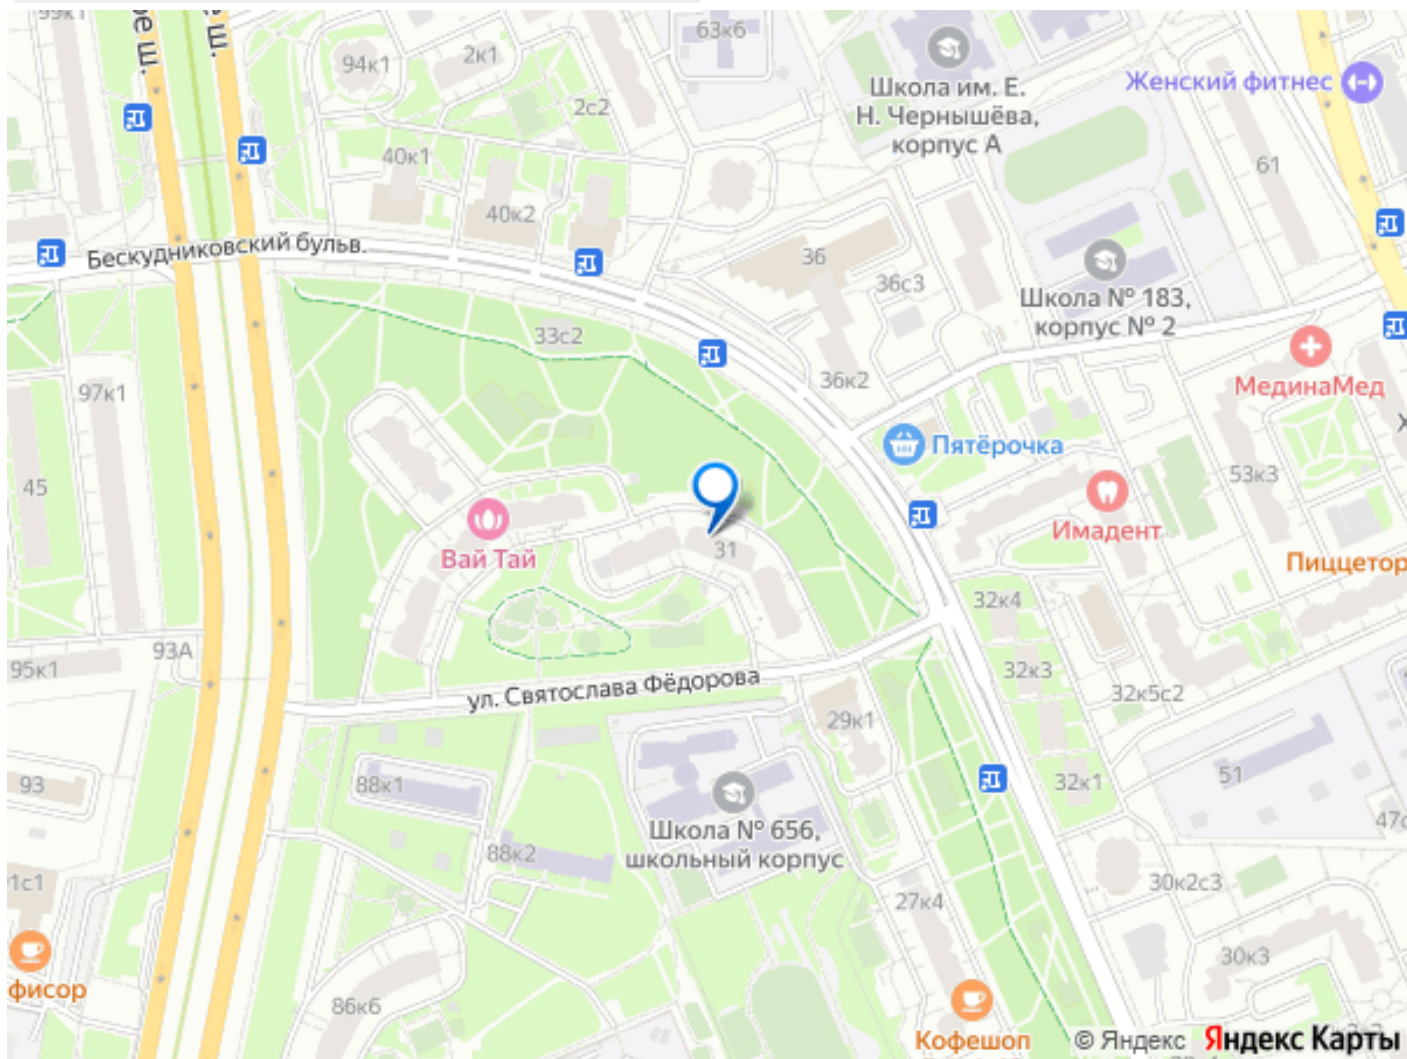 94к1
2к1
63к6
2с2
Школа им. Е.
Н. Чернышёва,
корпус А
Женский фитнес
40к1
40к2
61
Бескудниковский бульв.
36
36с3
Школа № 183,
корпус № 2
33с2
36к2
МединаМед
97к1
45
Пятёрочка
53к3
Вай Тай
31
Имадент
Пиццетор
32к4
93А
95к1
ул. Святослава Фёдорова
32к3
32к5с2
29к1
93
88к1
51
32к1
Школа № 656,
школьный корпус
88к2
47с
1с1
30к2с3
27к4
фисор
30к3
86к6
Кофешоп
© Яндекс Яндекс Карты